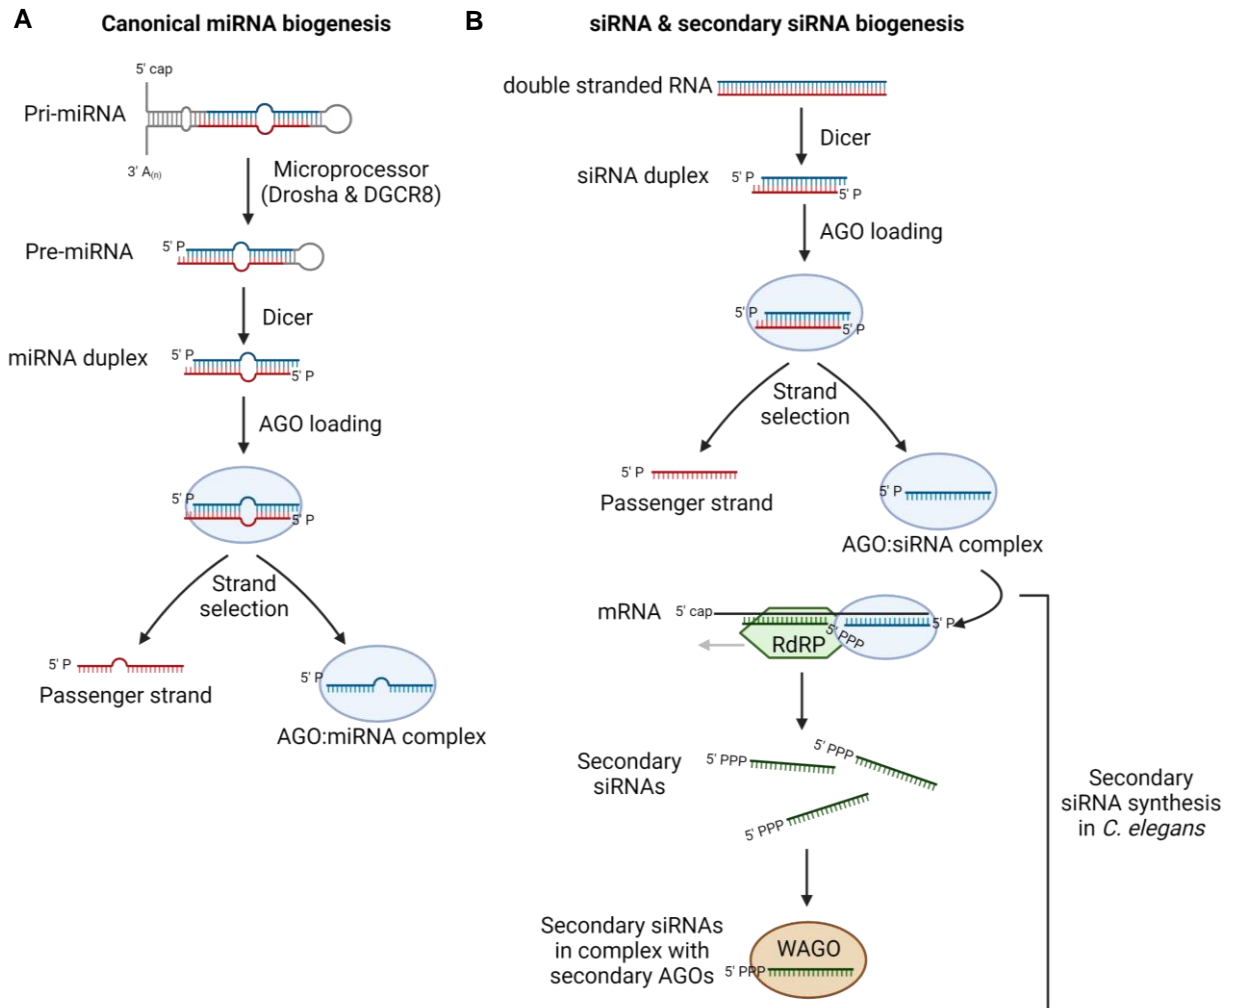 A
Canonical miRNA biogenesis
5' cap
Pri-miRNA
3' A(n)
Microprocessor
(Drosha & DGCR8)
5' P
Pre-miRNA
Dicer
miRNA duplex
5' P
5' P
AGO loading
5' P
5' P
Strand
selection
5' P
Passenger strand
5' P
AGO:miRNA complex
B
siRNA & secondary siRNA biogenesis
double stranded RNA
Dicer
siRNA duplex
5' P
5' P
AGO loading
5' P
5' P
Strand
selection
5' P
Passenger strand
5' P
AGO:siRNA complex
mRNA
5' cap
RdRP
5' PPP
5' P
Secondary
siRNAs
5' PPP
5' PPP
5' PPP
Secondary siRNAs
in complex with
secondary AGOs
WAGO
5' PPP
Secondary
siRNA synthesis
in C. elegans